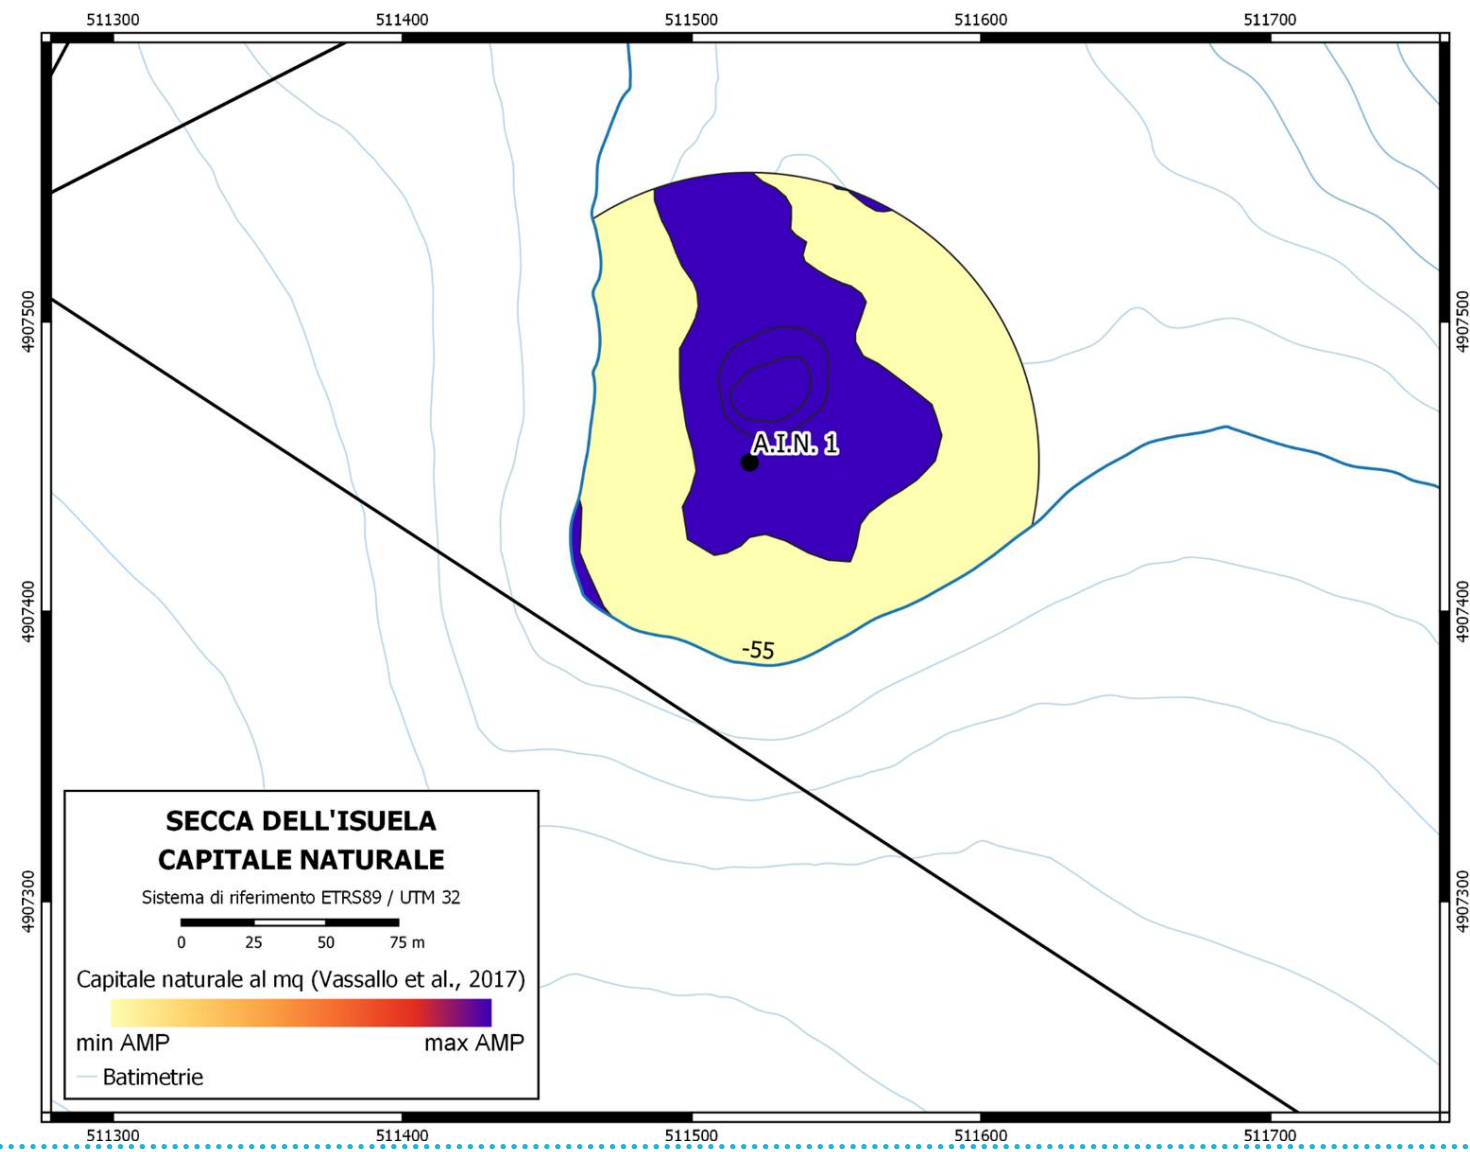 511300 511400 511500 511600 511700
4907500 4907500
A.I.N. 1
4907400 4907400
-55
SECCA DELL'ISUELA
CAPITALE NATURALE
Sistema di riferimento ETRS89 / UTM 32
0 25 50 75 m
4907300 4907300
Capitale naturale al mq (Vassallo et al., 2017)
min AMP max AMP
Batimetrie
511300 511400 511500 511600 511700